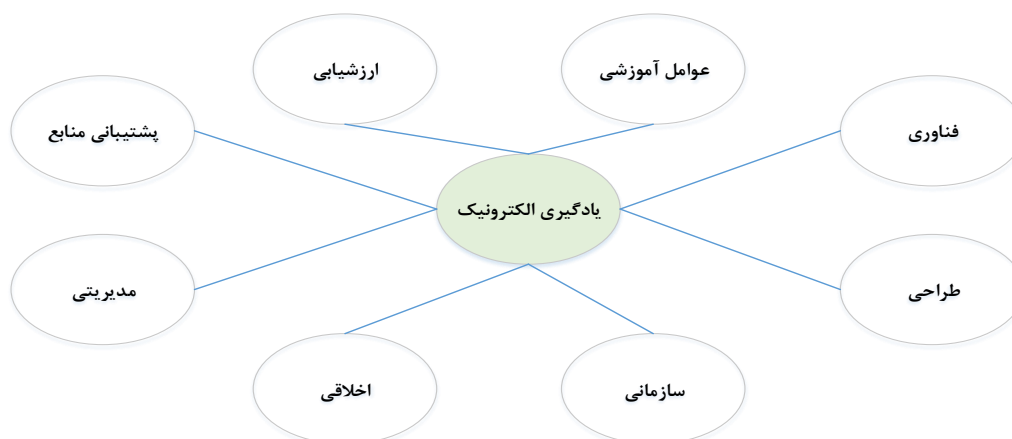 عوامل آموزشی
ارزشیابی
فناوری
پشتیبانی منابع
یادگیری الکترونیک
طراحی
مدیریتی
سازمانی
اخلاقی